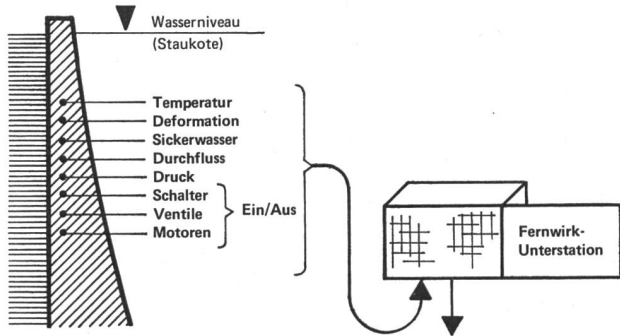 Wasserniveau
(Staukote)
Temperatur
Deformation
Sickerwasser
Durchfluss
Druck
Schalter
Ventile
Motoren
Ein/Aus
Fernwirk-
Unterstation